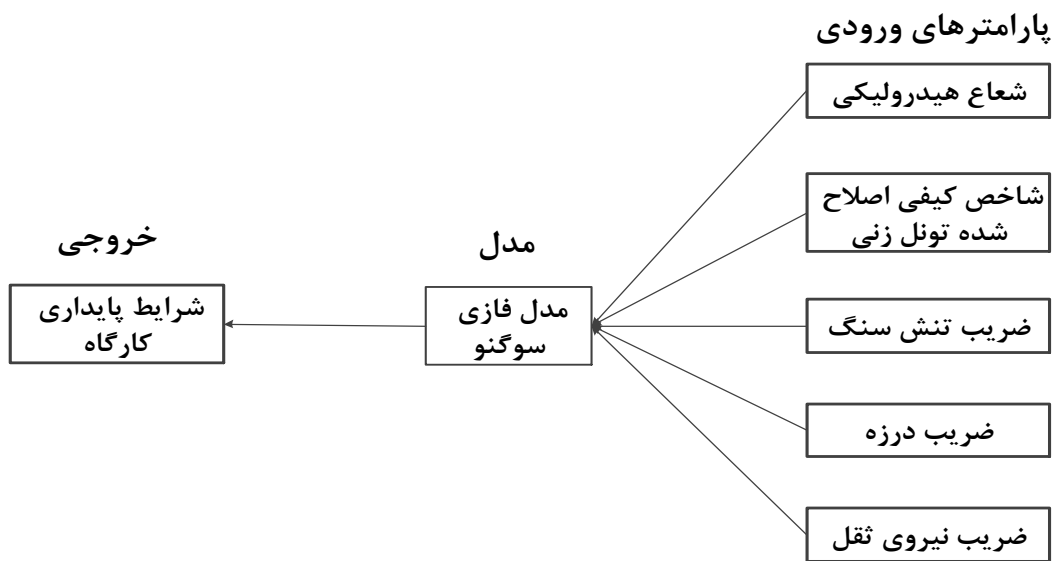 پارامترهای ورودی
شعاع هیدرولیکی
شاخص کیفی اصلاح
شده تونل زنی
ضریب تنش سنگ
ضریب درزه
ضریب نیروی ثقل
مدل
مدل فازی
سوگنو
خروجی
شرایط پایداری
کارگاه